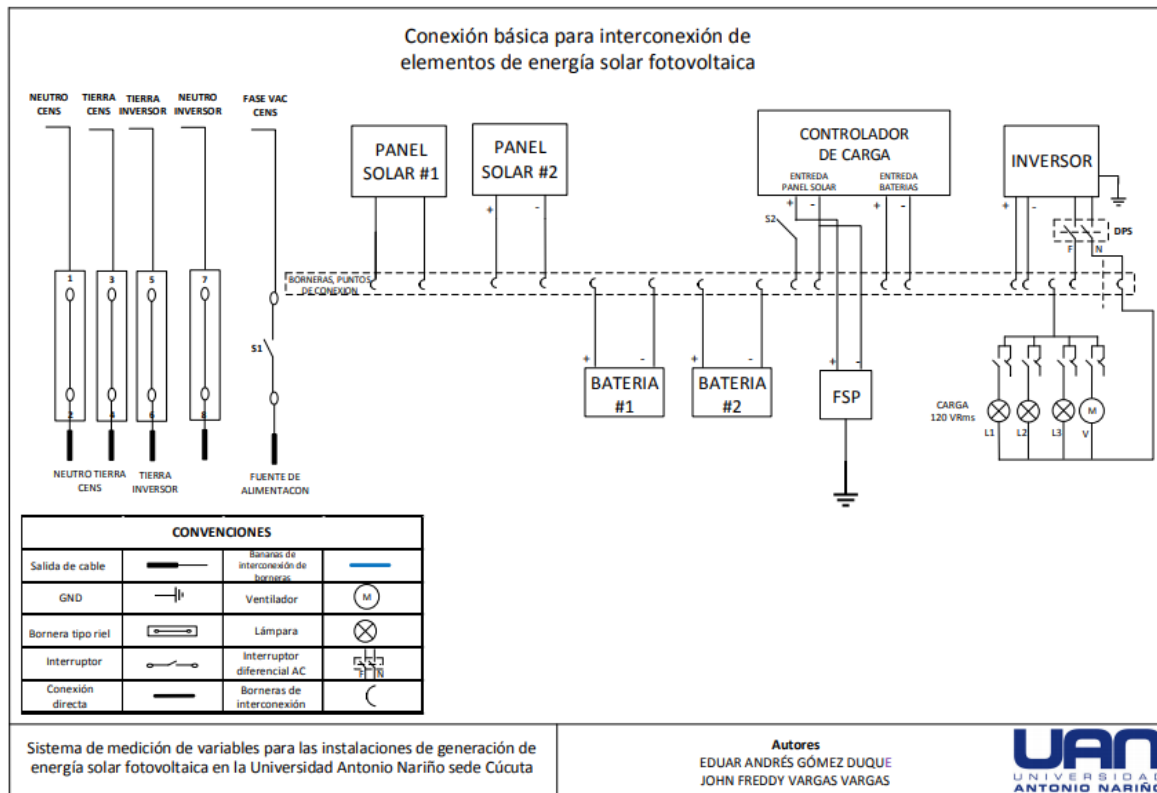 Conexión básica para interconexión de
elementos de energía solar fotovoltaica
NEUTRO
CENS
TIERRA
CENS
TIERRA
INVERSOR
NEUTRO
INVERSOR
FASE VAC
CENS
PANEL
SOLAR #1
PANEL
SOLAR #2
+ -
CONTROLADOR
DE CARGA
ENTREDA
PANEL SOLAR
ENTREDA
BATERIAS
+ - + -
S2
INVERSOR
+ -
DPS
F N
1 3 5 7
BORNERAS, PUNTOS
DE CONEXIÓN
S1
2 4 6 8
+ -
BATERIA
#1
+ -
BATERIA
#2
+ -
FSP
CARGA
120 VRms
L1 L2 L3 M
V
NEUTRO TIERRA
CENS
TIERRA
INVERSOR
FUENTE DE
ALIMENTACON
CONVENCIONES
Salida de cable
Bananas de
interconexión de
borneras
GND
Ventilador
M
Bornera tipo riel
Lámpara
Interruptor
Interruptor
diferencial AC
F N
Conexión
directa
Borneras de
interconexión
Sistema de medición de variables para las instalaciones de generación de
energía solar fotovoltaica en la Universidad Antonio Nariño sede Cúcuta
Autores
EDUAR ANDRÉS GÓMEZ DUQUE
JOHN FREDDY VARGAS VARGAS
UAN
UNIVERSIDAD
ANTONIO NARIÑO